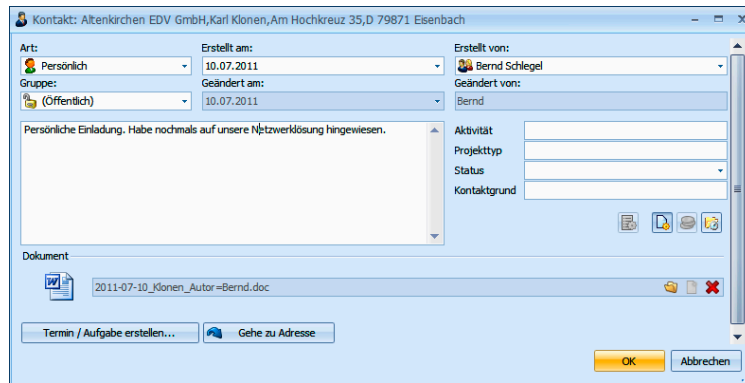 Kontakt: Altenkirchen EDV GmbH,Karl Klonen,Am Hochkreuz 35,D 79871 Eisenbach
Art:
Erstellt am:
Erstellt von:
Persönlich
10.07.2011
Bernd Schlegel
Gruppe:
Geändert am:
Geändert von:
(Öffentlich)
10.07.2011
Bernd
Persönliche Einladung. Habe nochmals auf unsere Netzwerklösung hingewiesen.
Aktivität
Projekttyp
Status
Kontaktgrund
Dokument
2011-07-10_Klonen_Autor=Bernd.doc
Termin / Aufgabe erstellen...
Gehe zu Adresse
OK
Abbrechen